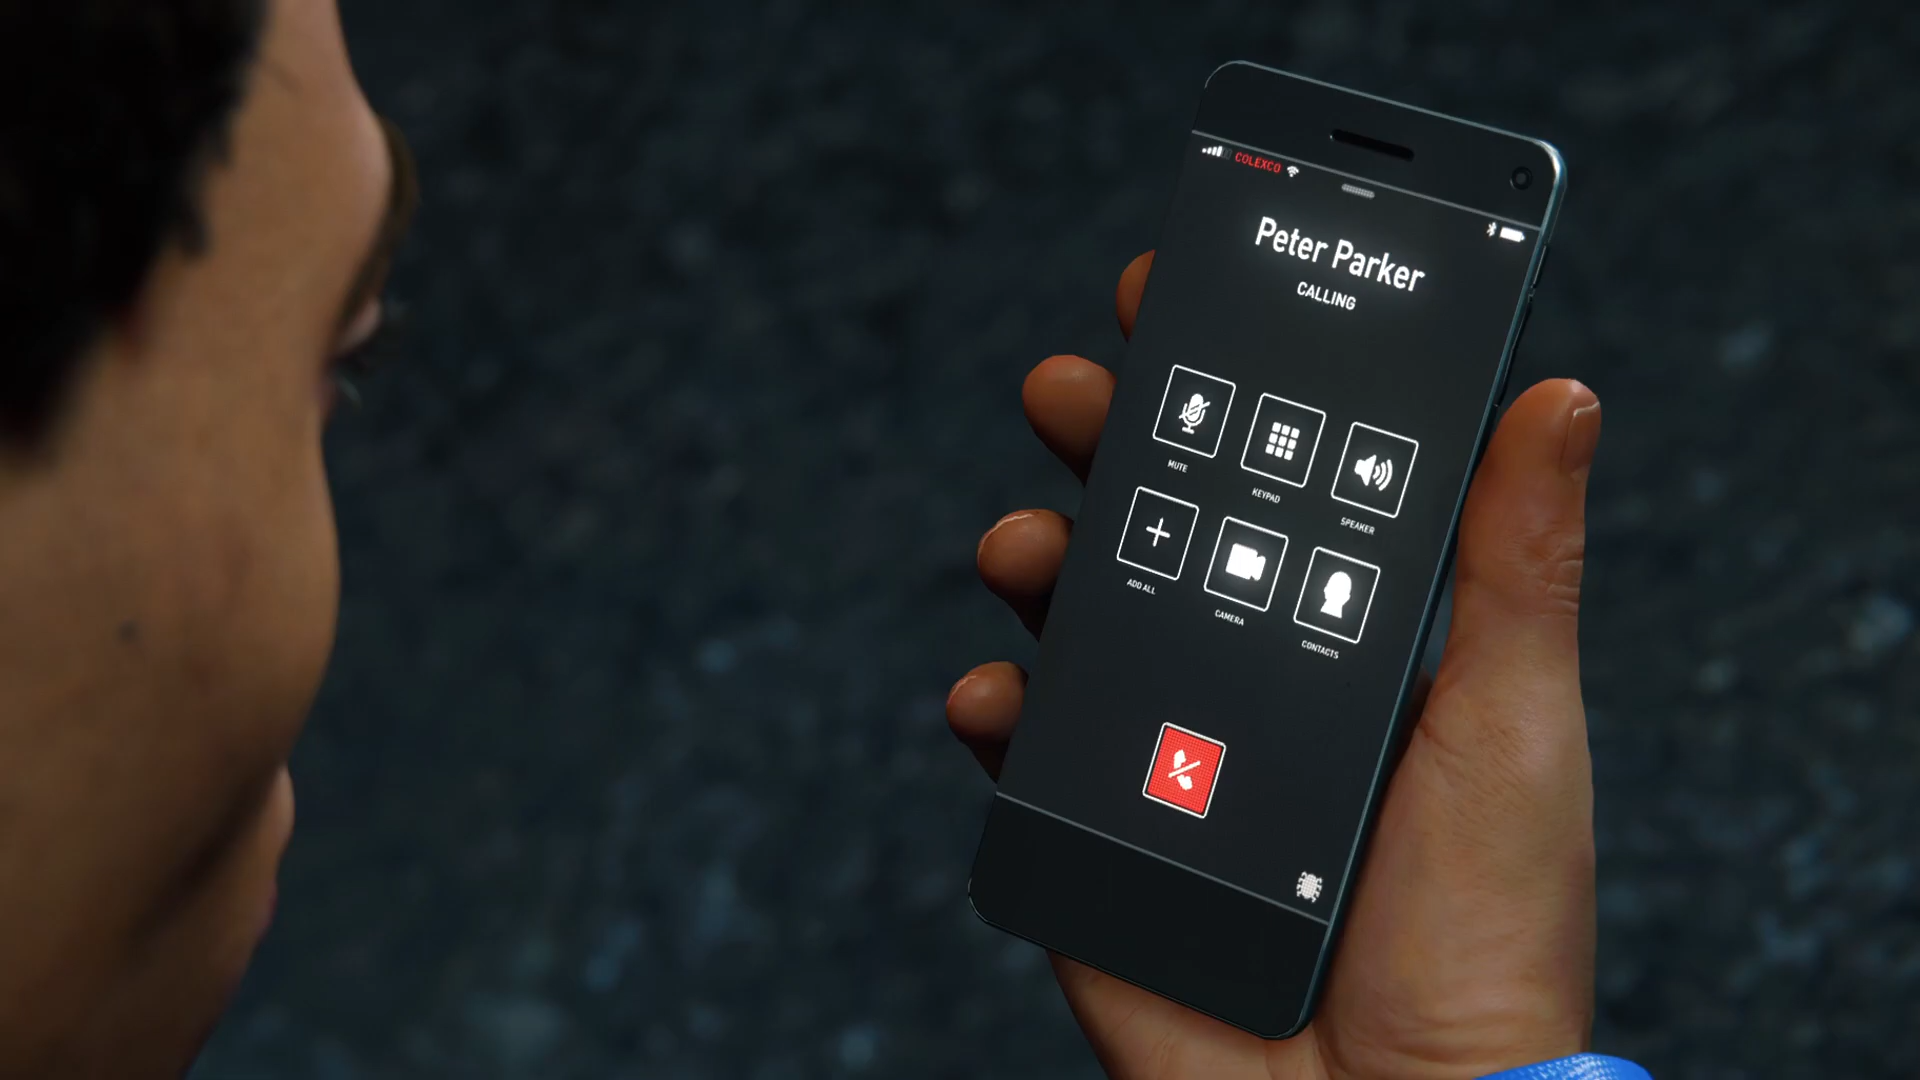 COLEXCO
Peter Parker
CALLING
MUTE
KEYPAD
SPEAKER
ADD ALL
CAMERA
CONTACTS